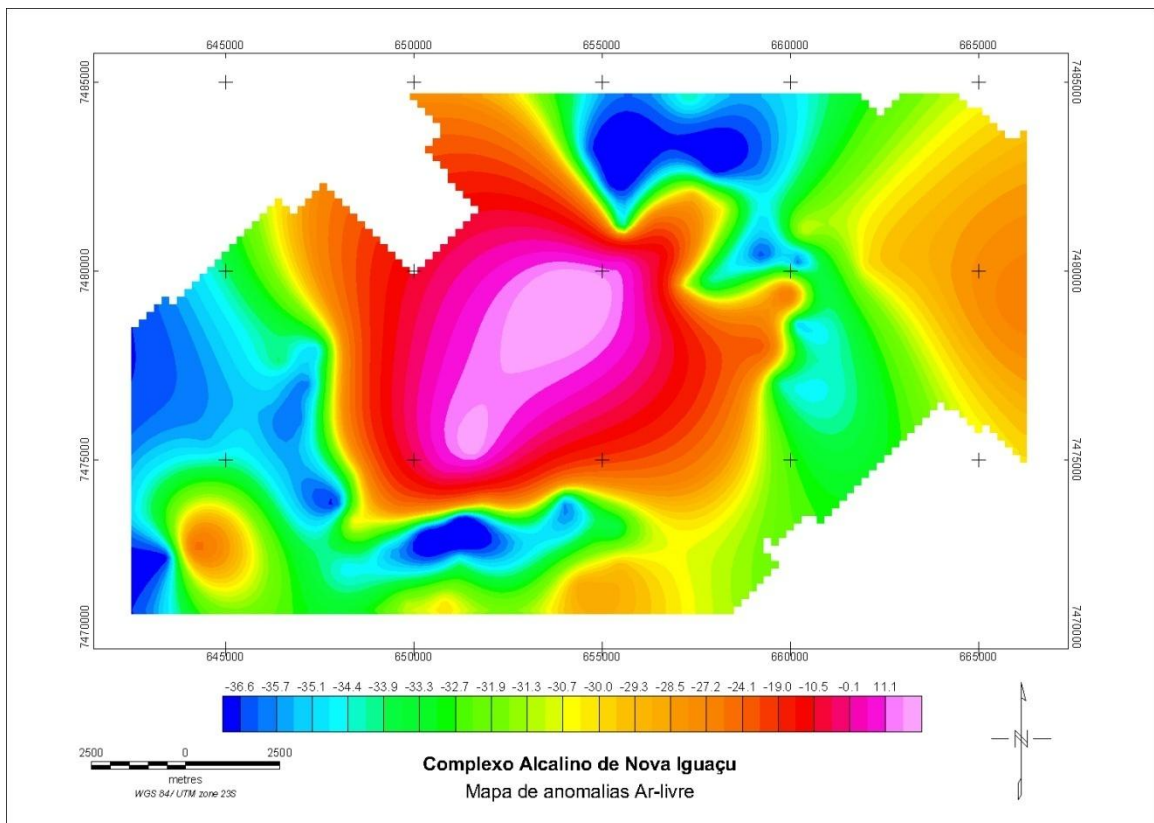 645000 650000 655000 660000 665000
7485000 7485000
7480000 7480000
7475000 7475000
7470000 7470000
645000 650000 655000 660000 665000
-36.6 -35.7 -35.1 -34.4 -33.9 -33.3 -32.7 -31.9 -31.3 -30.7 -30.0 -29.3 -28.5 -27.2 -24.1 -19.0 -10.5 -0.1 11.1
2500 0 2500
metres
WGS 84/ UTM zone 23S
Complexo Alcalino de Nova Iguaçu
Mapa de anomalias Ar-livre
N